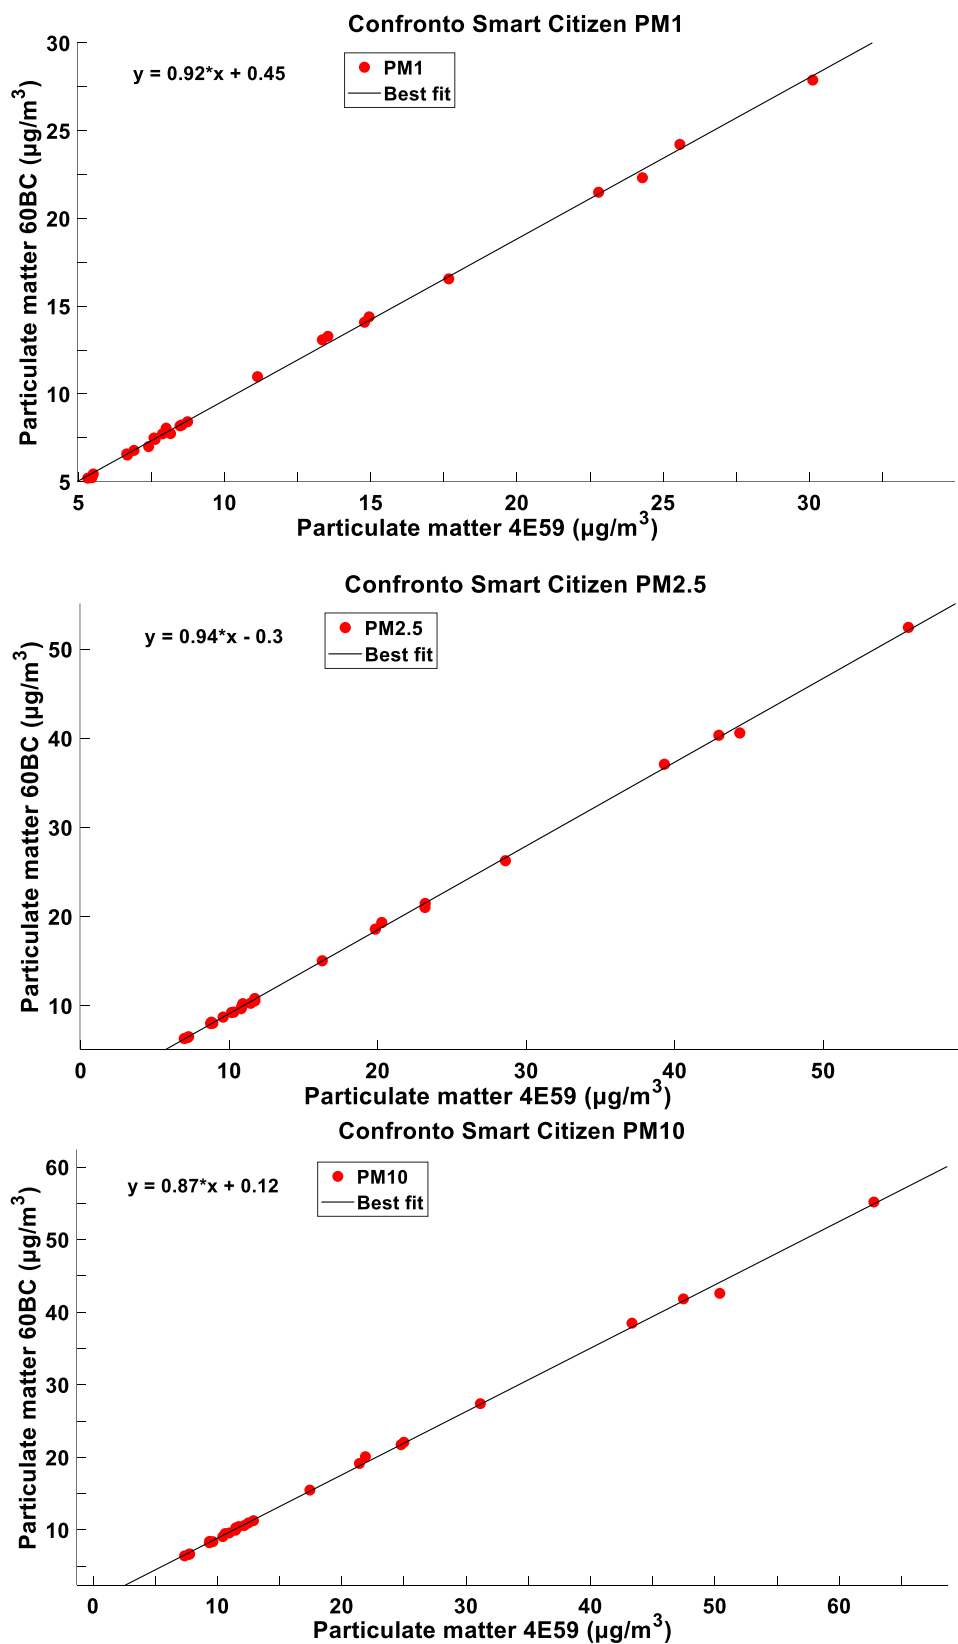 Confronto Smart Citizen PM1
y = 0.92*x + 0.45
PM1
Best fit
30
25
20
15
10
5
Particulate matter 60BC (µg/m³)
5 10 15 20 25 30
Particulate matter 4E59 (µg/m³)
Confronto Smart Citizen PM2.5
y = 0.94*x - 0.3
PM2.5
Best fit
50
40
30
20
10
Particulate matter 60BC (µg/m³)
0 10 20 30 40 50
Particulate matter 4E59 (µg/m³)
Confronto Smart Citizen PM10
y = 0.87*x + 0.12
PM10
Best fit
60
50
40
30
20
10
Particulate matter 60BC (µg/m³)
0 10 20 30 40 50 60
Particulate matter 4E59 (µg/m³)